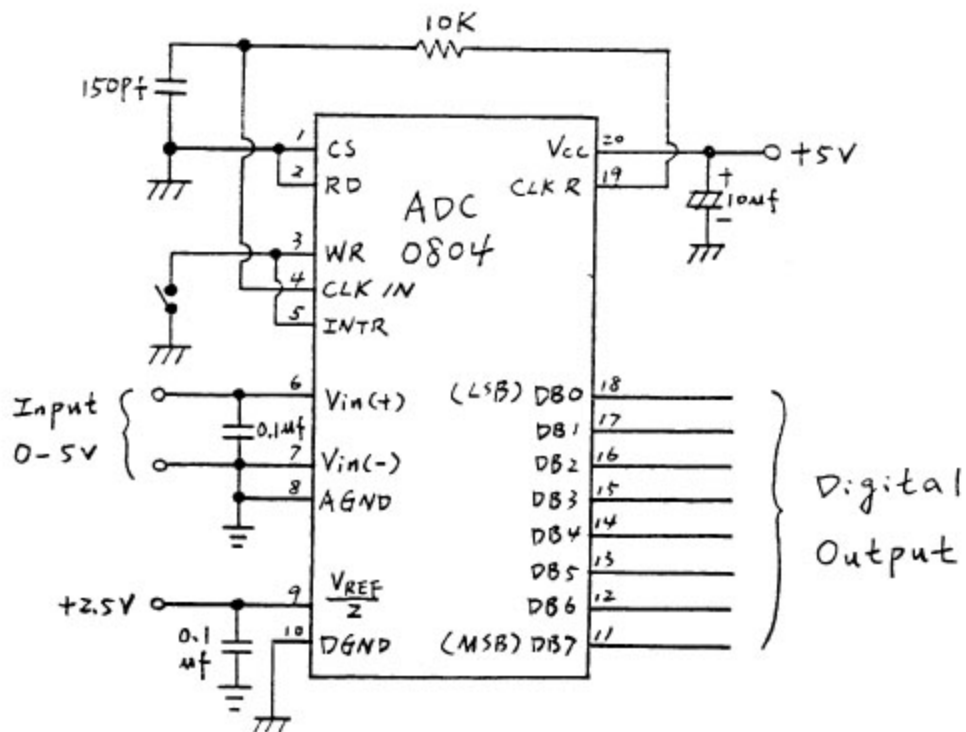 10K
150Pf
1 CS
2 RD
3 WR
4 CLK IN
5 INTR
6 Vin(+)
7 Vin(-)
8 AGND
9 VREF/2
10 DGND
ADC
0804
Vcc 20
CLK R 19
+5V
+
10µf
-
Input
0-5V
0.1µf
+2.5V
0.1
µf
(LSB) DB0 18
DB1 17
DB2 16
DB3 15
DB4 14
DB5 13
DB6 12
(MSB) DB7 11
Digital
Output